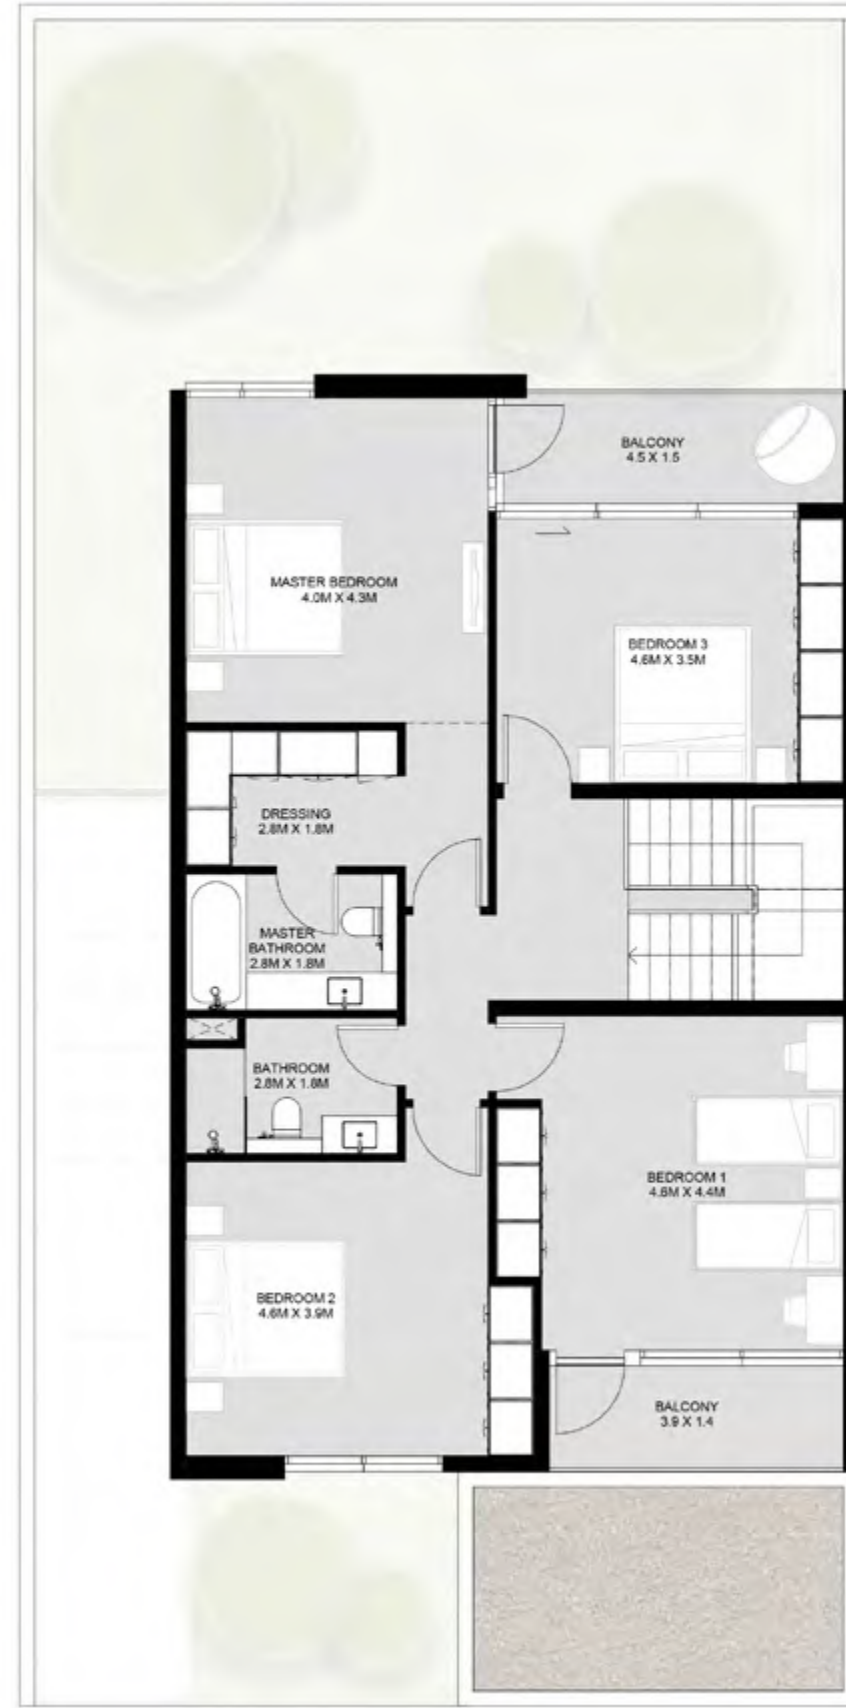 BALCONY
4.5 X 1.5
MASTER BEDROOM
4.0M X 4.3M
BEDROOM 3
4.6M X 3.5M
DRESSING
2.8M X 1.8M
MASTER
BATHROOM
2.8M X 1.8M
BATHROOM
2.8M X 1.8M
BEDROOM 1
4.6M X 4.4M
BEDROOM 2
4.6M X 3.9M
BALCONY
3.9 X 1.4